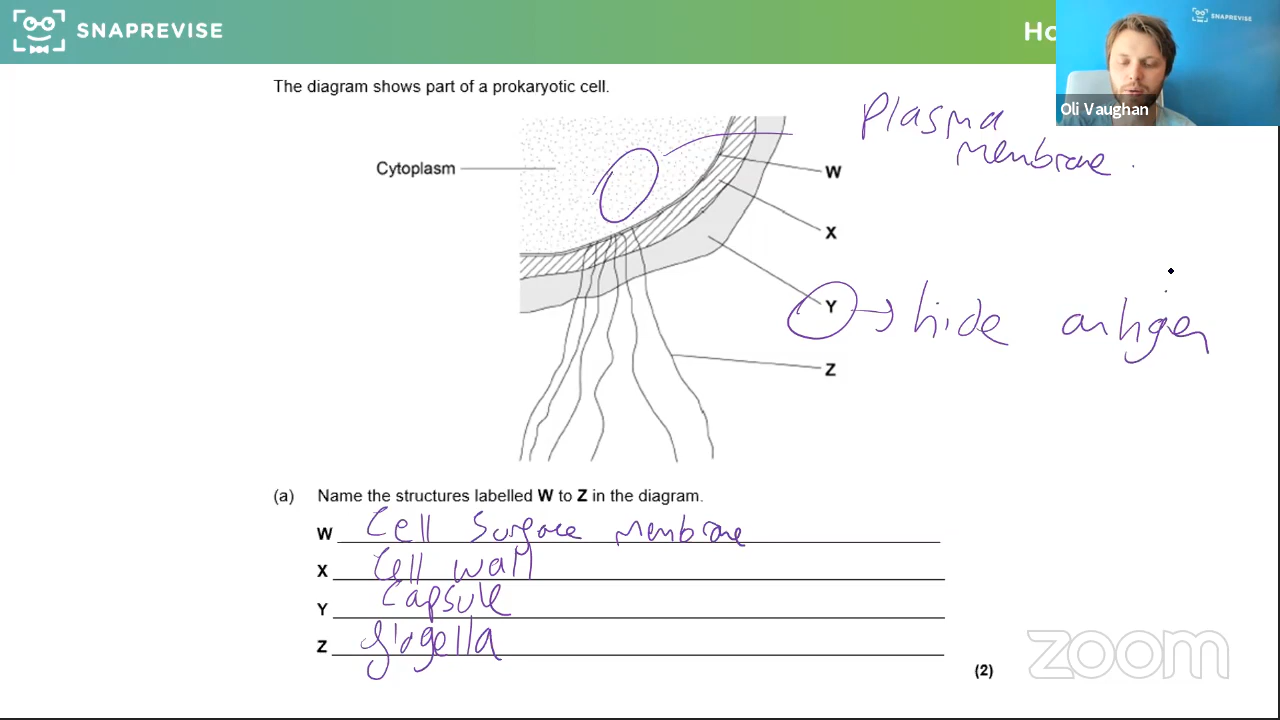 SNAPREVISE
Ho
SNAPREVISE
Oli Vaughan
The diagram shows part of a prokaryotic cell.
Plasma
membrane.
Cytoplasm
W
X
Y → hide antigen
Z
(a) Name the structures labelled W to Z in the diagram.
W Cell surface membrane
X Cell wall
Y Capsule
Z flagella
(2)
zoom